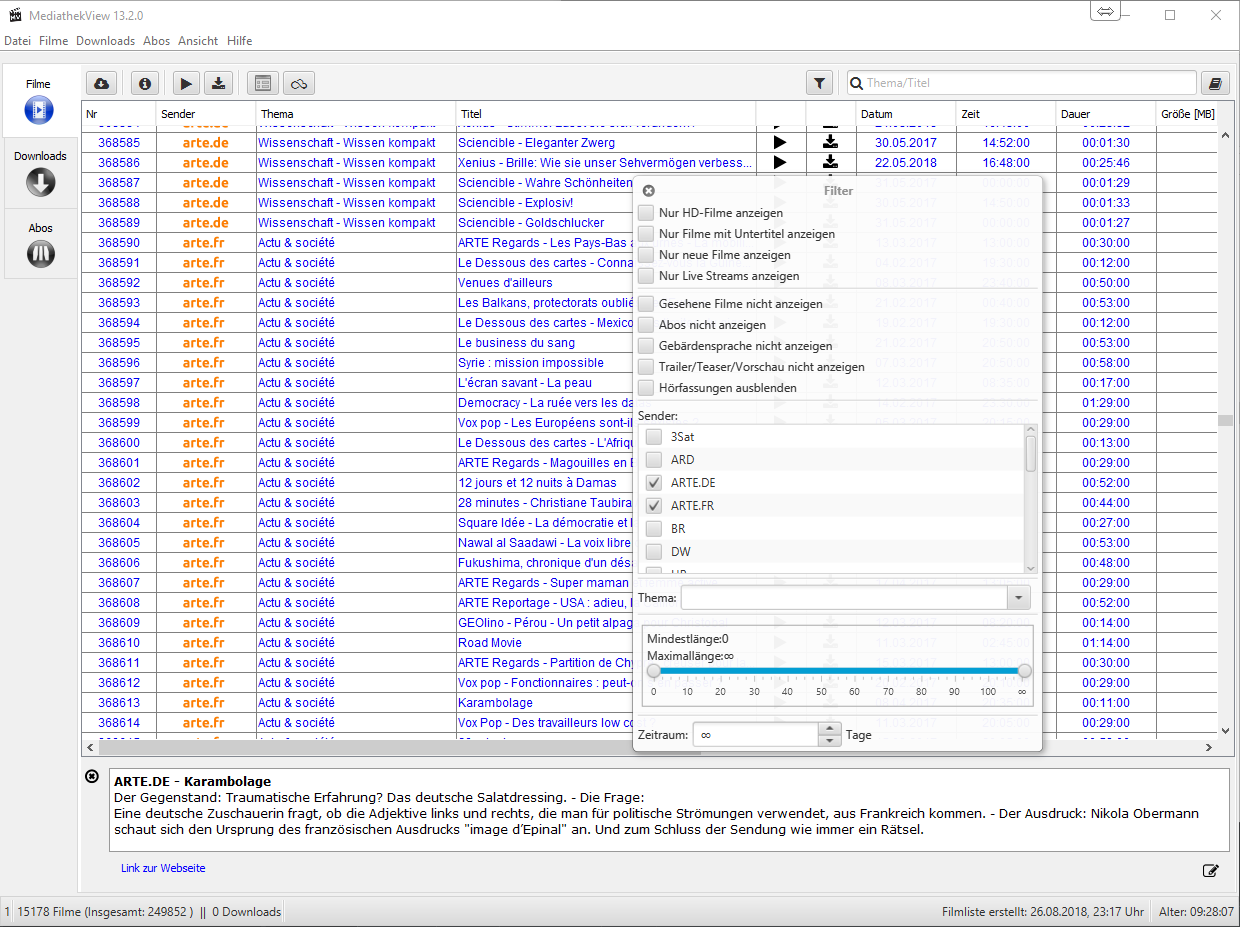 MediathekView 13.2.0
Datei Filme Downloads Abos Ansicht Hilfe
Filme
Downloads
Abos
Thema/Titel
Nr Sender Thema Titel Datum Zeit Dauer Größe [MB]
368585 arte.de Wissenschaft - Wissen kompakt Sciencible - Eleganter Zwerg 30.05.2017 14:52:00 00:01:30
368586 arte.de Wissenschaft - Wissen kompakt Xenius - Brille: Wie sie unser Sehvermögen verbess... 22.05.2018 16:48:00 00:25:46
368587 arte.de Wissenschaft - Wissen kompakt Sciencible - Wahre Schönheiten 00:01:29
368588 arte.de Wissenschaft - Wissen kompakt Sciencible - Explosiv! 00:01:33
368589 arte.de Wissenschaft - Wissen kompakt Sciencible - Goldschlucker 00:01:27
368590 arte.fr Actu & société ARTE Regards - Les Pays-Bas 00:30:00
368591 arte.fr Actu & société Le Dessous des cartes - Conna 00:12:00
368592 arte.fr Actu & société Venues d'ailleurs 00:50:00
368593 arte.fr Actu & société Les Balkans, protectorats oublié 00:53:00
368594 arte.fr Actu & société Le Dessous des cartes - Mexico 00:12:00
368595 arte.fr Actu & société Le business du sang 00:53:00
368596 arte.fr Actu & société Syrie : mission impossible 00:58:00
368597 arte.fr Actu & société L'écran savant - La peau 00:17:00
368598 arte.fr Actu & société Democracy - La ruée vers les da 01:29:00
368599 arte.fr Actu & société Vox pop - Les Européens sont-il 00:29:00
368600 arte.fr Actu & société Le Dessous des cartes - L'Afriqu 00:13:00
368601 arte.fr Actu & société ARTE Regards - Magouilles en 00:29:00
368602 arte.fr Actu & société 12 jours et 12 nuits à Damas 00:52:00
368603 arte.fr Actu & société 28 minutes - Christiane Taubira 00:44:00
368604 arte.fr Actu & société Square Idée - La démocratie et 00:27:00
368605 arte.fr Actu & société Nawal al Saadawi - La voix libre 00:53:00
368606 arte.fr Actu & société Fukushima, chronique d'un dés 00:48:00
368607 arte.fr Actu & société ARTE Regards - Super maman 00:29:00
368608 arte.fr Actu & société ARTE Reportage - USA : adieu, 00:52:00
368609 arte.fr Actu & société GEOlino - Pérou - Un petit alpag 00:14:00
368610 arte.fr Actu & société Road Movie 01:14:00
368611 arte.fr Actu & société ARTE Regards - Partition de Chy 00:30:00
368612 arte.fr Actu & société Vox pop - Fonctionnaires : peut- 00:29:00
368613 arte.fr Actu & société Karambolage 00:11:00
368614 arte.fr Actu & société Vox Pop - Des travailleurs low co 00:29:00
Filter
Nur HD-Filme anzeigen
Nur Filme mit Untertitel anzeigen
Nur neue Filme anzeigen
Nur Live Streams anzeigen
Gesehene Filme nicht anzeigen
Abos nicht anzeigen
Gebärdensprache nicht anzeigen
Trailer/Teaser/Vorschau nicht anzeigen
Hörfassungen ausblenden
Sender:
3Sat
ARD
ARTE.DE
ARTE.FR
BR
DW
Thema:
Mindestlänge:0
Maximallänge:∞
0 10 20 30 40 50 60 70 80 90 100 ∞
Zeitraum: ∞ Tage
ARTE.DE - Karambolage
Der Gegenstand: Traumatische Erfahrung? Das deutsche Salatdressing. - Die Frage:
Eine deutsche Zuschauerin fragt, ob die Adjektive links und rechts, die man für politische Strömungen verwendet, aus Frankreich kommen. - Der Ausdruck: Nikola Obermann
schaut sich den Ursprung des französischen Ausdrucks "image d´Epinal" an. Und zum Schluss der Sendung wie immer ein Rätsel.
Link zur Webseite
1 15178 Filme (Insgesamt: 249852 ) || 0 Downloads
Filmliste erstellt: 26.08.2018, 23:17 Uhr Alter: 09:28:07